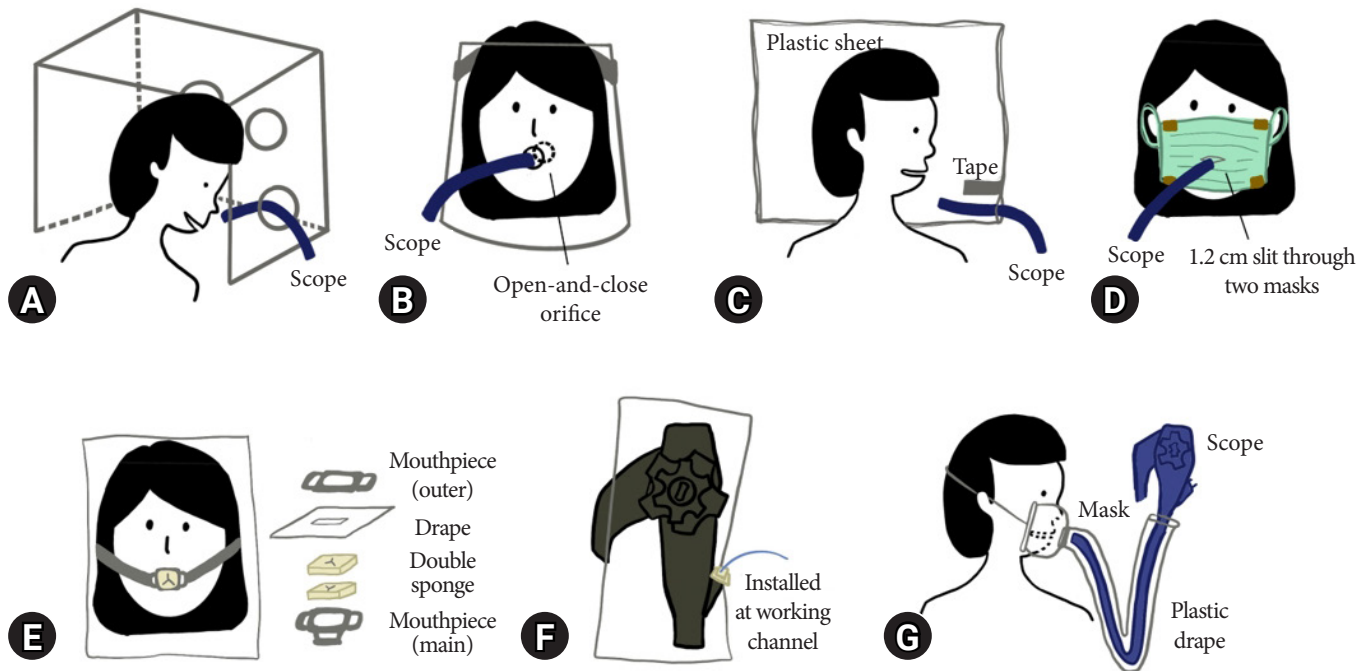 Scope
A
Scope
Open-and-close
orifice
B
Plastic sheet
Tape
Scope
C
Scope
1.2 cm slit through
two masks
D
Mouthpiece
(outer)
Drape
Double
sponge
Mouthpiece
(main)
E
Installed
at working
channel
F
Scope
Mask
Plastic
drape
G